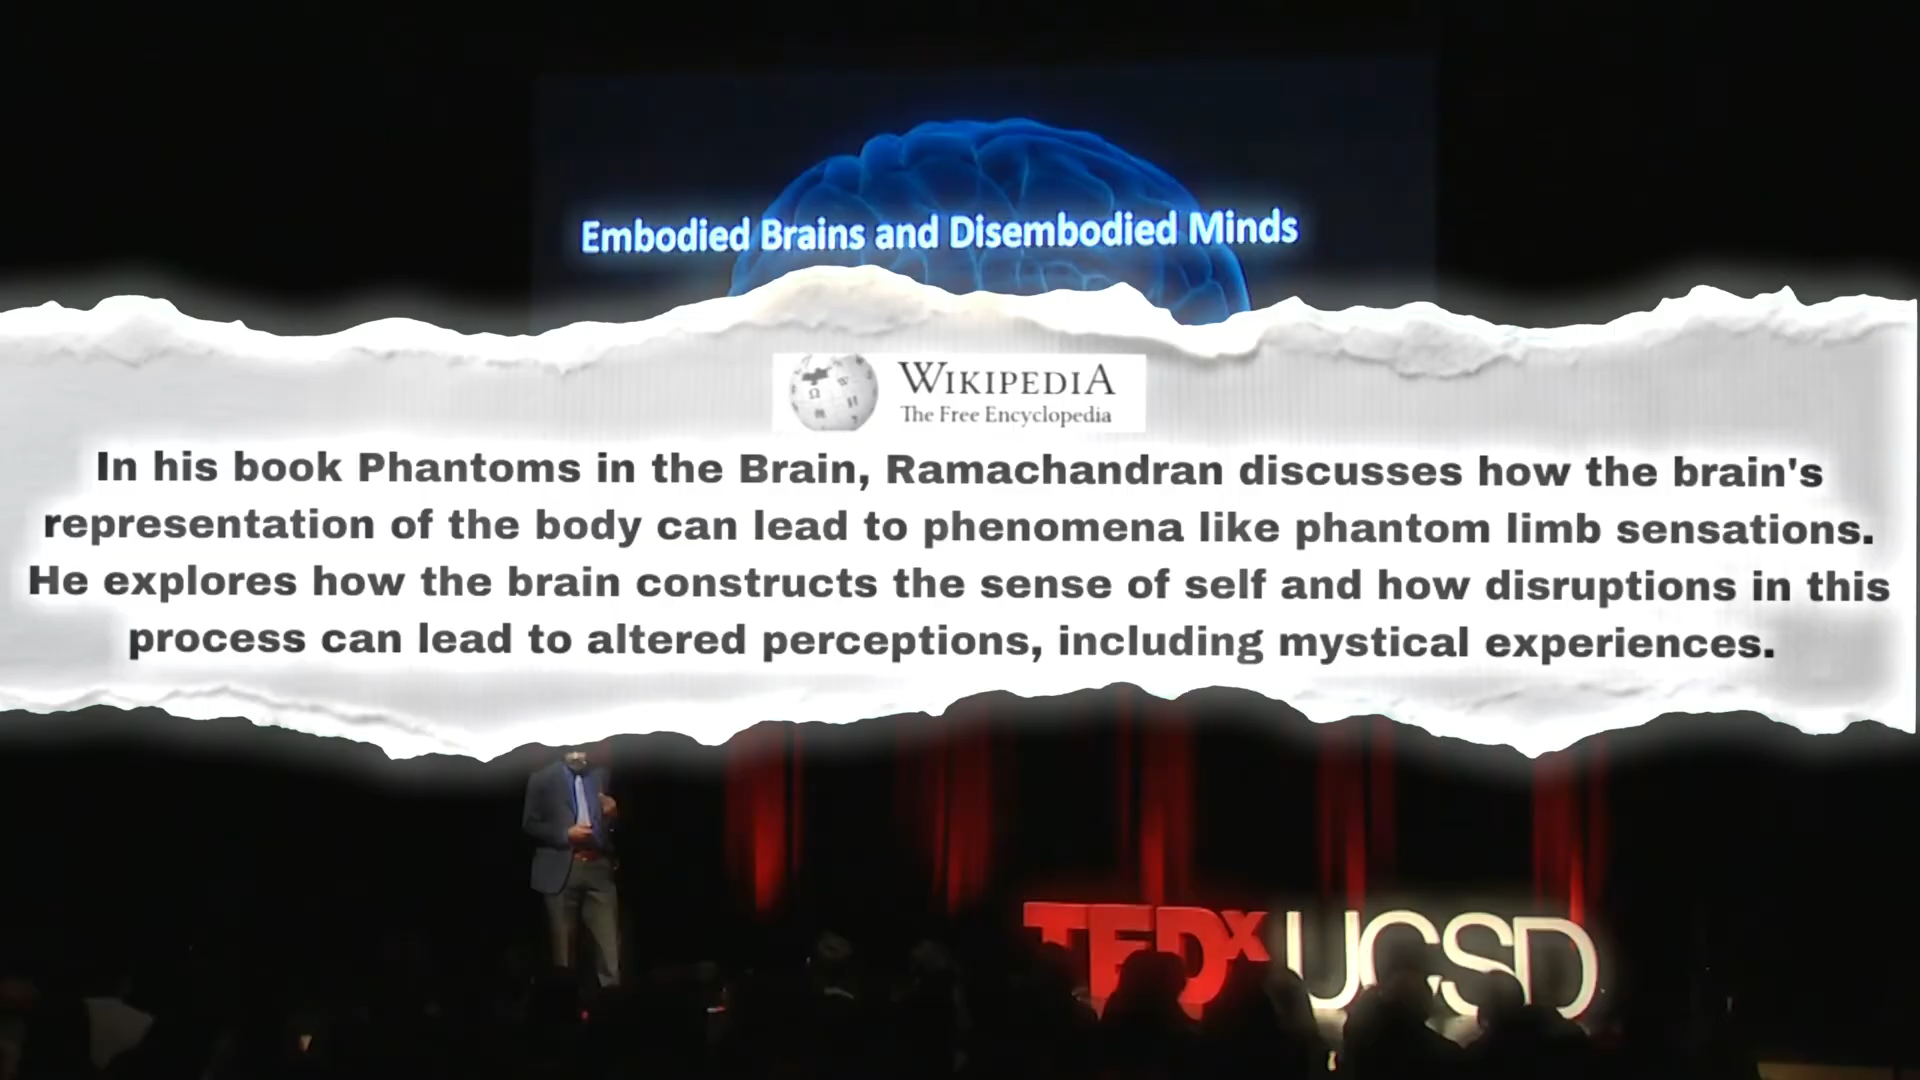 Embodied Brains and Disembodied Minds
WIKIPEDIA
The Free Encyclopedia
In his book Phantoms in the Brain, Ramachandran discusses how the brain's
representation of the body can lead to phenomena like phantom limb sensations.
He explores how the brain constructs the sense of self and how disruptions in this
process can lead to altered perceptions, including mystical experiences.
TEDx UCSD